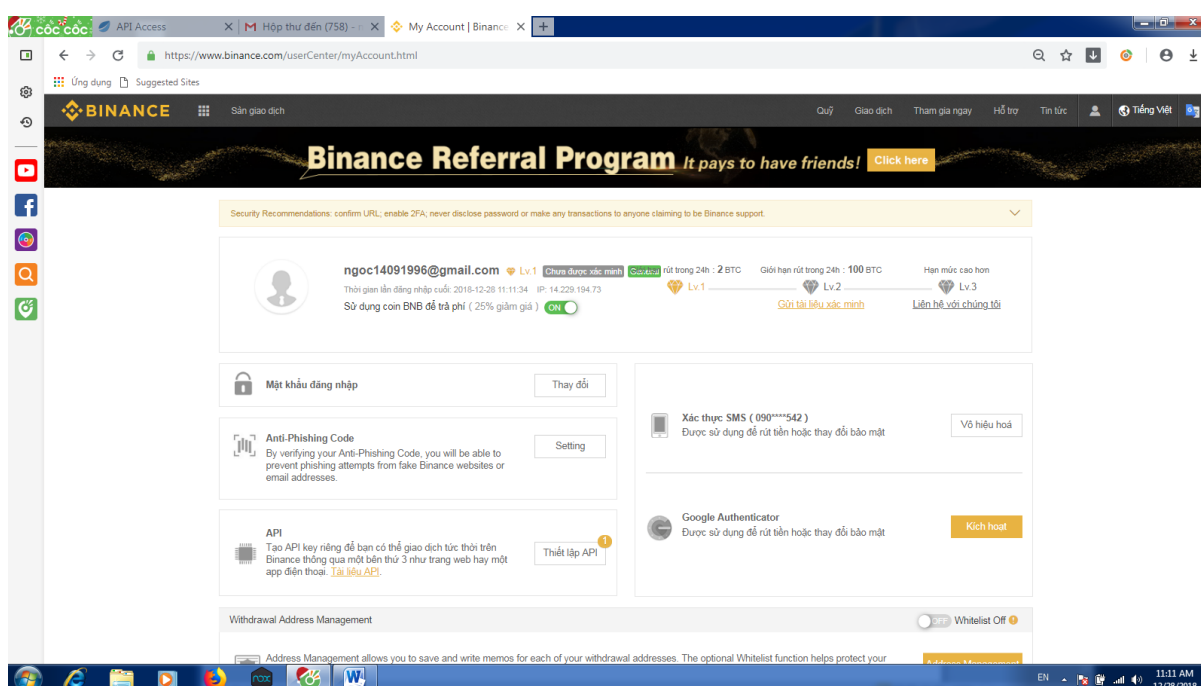 cốc cốc
API Access
Hộp thư đến (758) -
My Account | Binance
https://www.binance.com/userCenter/myAccount.html
Ứng dụng
Suggested Sites
BINANCE
Sàn giao dịch
Quỹ
Giao dịch
Tham gia ngay
Hỗ trợ
Tin tức
Tiếng Việt
Binance Referral Program It pays to have friends! Click here
Security Recommendations: confirm URL; enable 2FA; never disclose password or make any transactions to anyone claiming to be Binance support.
ngoc14091996@gmail.com Lv.1 Chưa được xác minh
Thời gian lần đăng nhập cuối: 2018-12-28 11:11:34 IP: 14.229.194.73
Sử dụng coin BNB để trả phí ( 25% giảm giá ) ON
rút trong 24h : 2 BTC
Giới hạn rút trong 24h : 100 BTC
Hạn mức cao hơn
Lv.1
Lv.2
Lv.3
Gửi tài liệu xác minh
Liên hệ với chúng tôi
Mật khẩu đăng nhập
Thay đổi
Anti-Phishing Code
By verifying your Anti-Phishing Code, you will be able to
prevent phishing attempts from fake Binance websites or
email addresses.
Setting
API
Tạo API key riêng để bạn có thể giao dịch tức thời trên
Binance thông qua một bên thứ 3 như trang web hay một
app điện thoại. Tài liệu API.
Thiết lập API
1
Xác thực SMS ( 090****542 )
Được sử dụng để rút tiền hoặc thay đổi bảo mật
Vô hiệu hoá
Google Authenticator
Được sử dụng để rút tiền hoặc thay đổi bảo mật
Kích hoạt
Withdrawal Address Management
OFF Whitelist Off
Address Management allows you to save and write memos for each of your withdrawal addresses. The optional Whitelist function helps protect your
Address Management
nox
W
EN
11:11 AM
12/28/2018